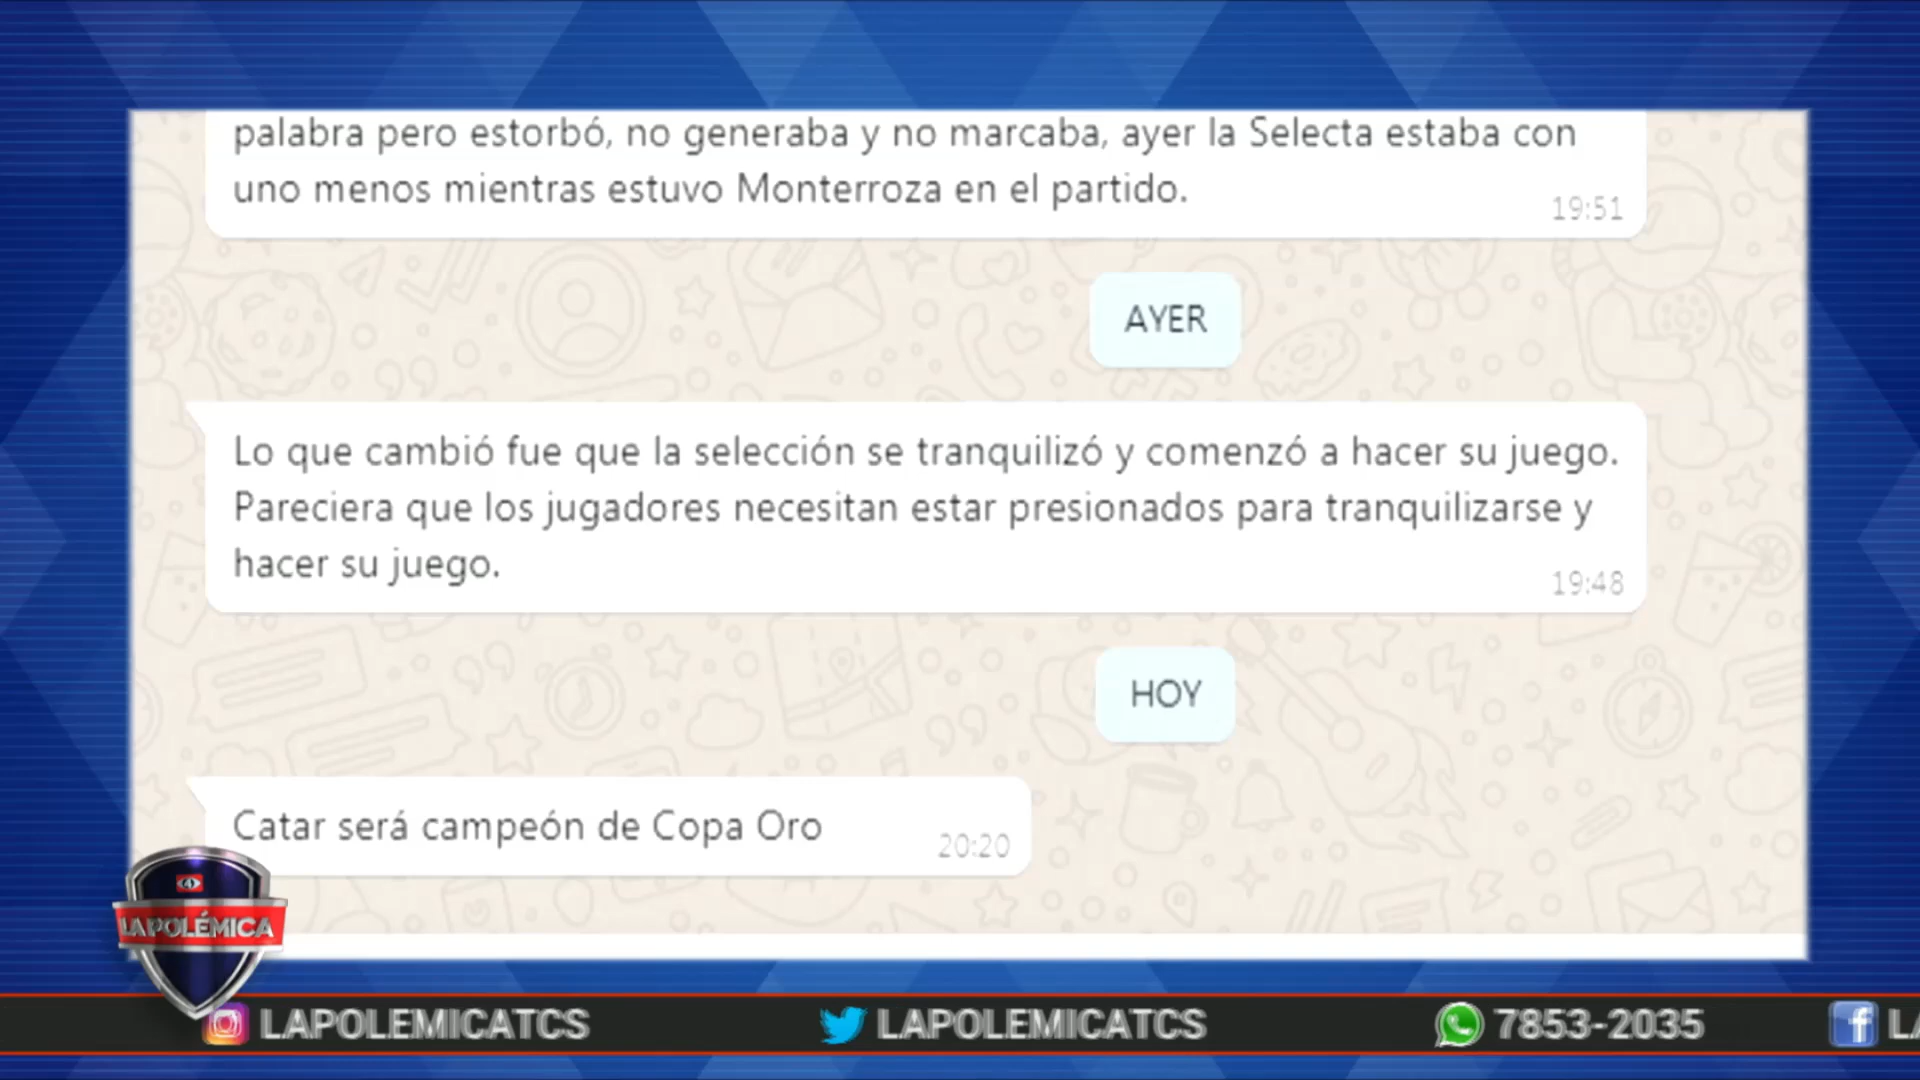 palabra pero estorbó, no generaba y no marcaba, ayer la Selecta estaba con
uno menos mientras estuvo Monterroza en el partido.
19:51
AYER
Lo que cambió fue que la selección se tranquilizó y comenzó a hacer su juego.
Pareciera que los jugadores necesitan estar presionados para tranquilizarse y
hacer su juego.
19:48
HOY
Catar será campeón de Copa Oro
20:20
4
LA POLÉMICA
LAPOLEMICATCS
LAPOLEMICATCS
7853-2035